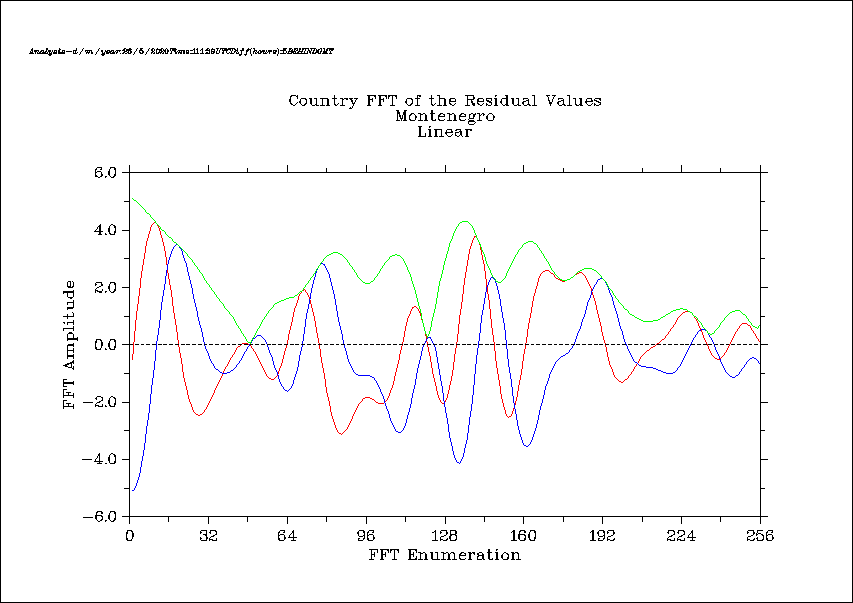 Country FFT of the Residual Values
Montenegro
Linear
6.0
4.0
2.0
0.0
−2.0
−4.0
−6.0
FFT Amplitude
0 32 64 96 128 160 192 224 256
FFT Enumeration